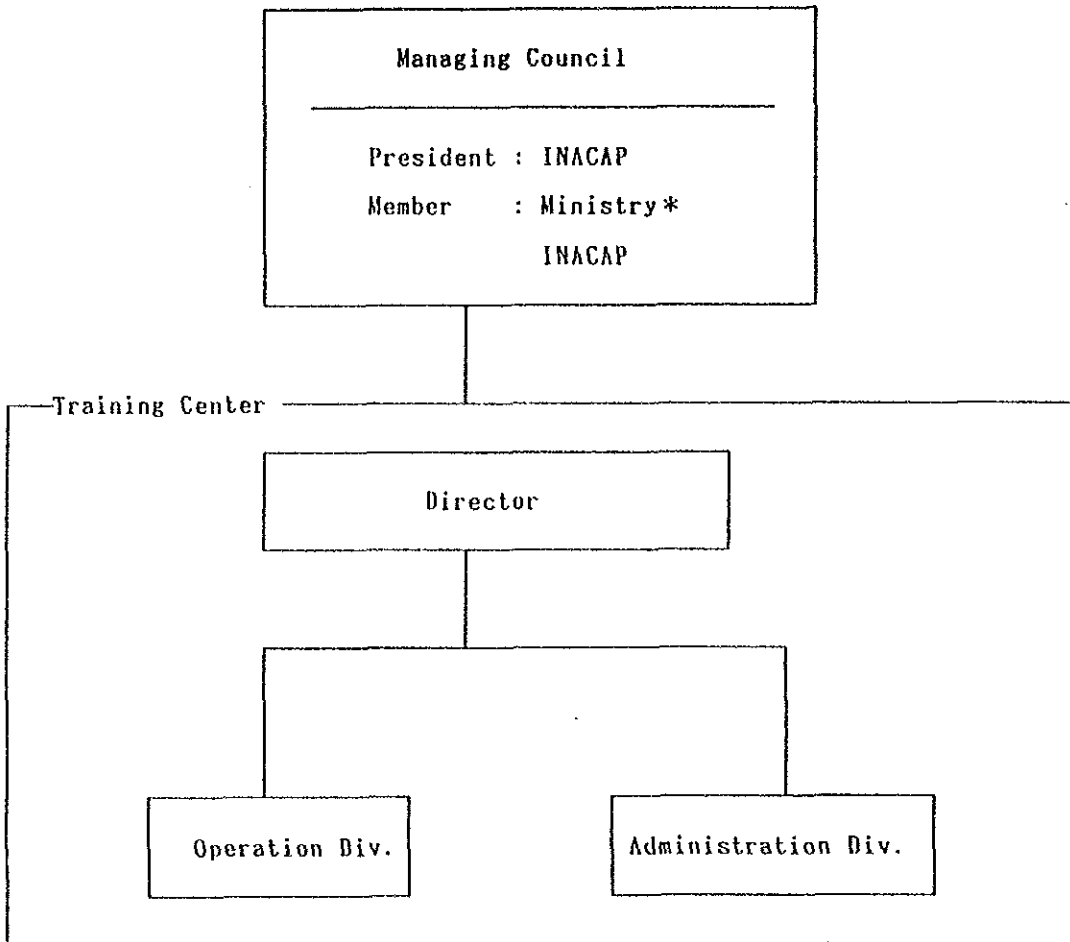 Managing Council
President : INACAP
Member : Ministry*
INACAP
Training Center
Director
Operation Div.
Administration Div.